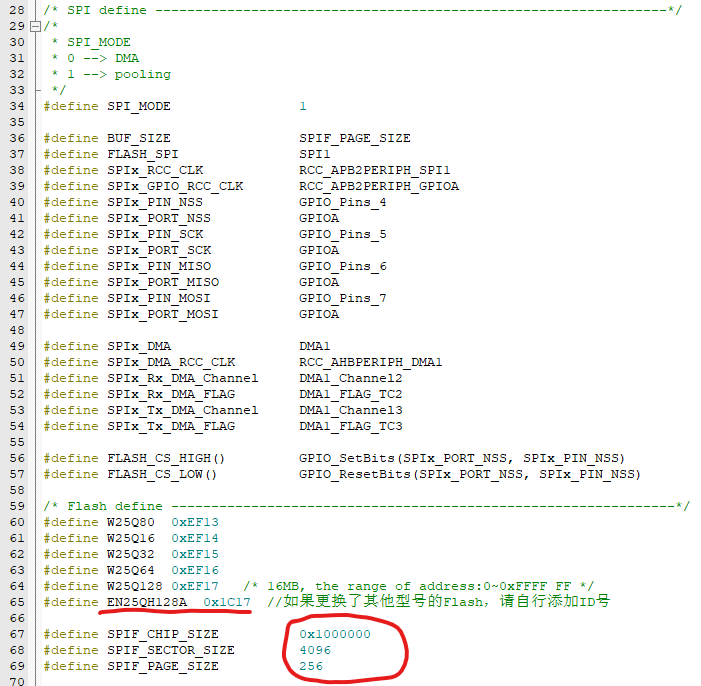 28 /* SPI define ----------------------------------------------------------------*/
29 /*
30  * SPI_MODE
31  * 0 --> DMA
32  * 1 --> pooling
33  */
34 #define SPI_MODE                1
35
36 #define BUF_SIZE                SPIF_PAGE_SIZE
37 #define FLASH_SPI               SPI1
38 #define SPIx_RCC_CLK            RCC_APB2PERIPH_SPI1
39 #define SPIx_GPIO_RCC_CLK       RCC_APB2PERIPH_GPIOA
40 #define SPIx_PIN_NSS            GPIO_Pins_4
41 #define SPIx_PORT_NSS           GPIOA
42 #define SPIx_PIN_SCK            GPIO_Pins_5
43 #define SPIx_PORT_SCK           GPIOA
44 #define SPIx_PIN_MISO           GPIO_Pins_6
45 #define SPIx_PORT_MISO          GPIOA
46 #define SPIx_PIN_MOSI           GPIO_Pins_7
47 #define SPIx_PORT_MOSI          GPIOA
48
49 #define SPIx_DMA                DMA1
50 #define SPIx_DMA_RCC_CLK        RCC_AHBPERIPH_DMA1
51 #define SPIx_Rx_DMA_Channel     DMA1_Channel2
52 #define SPIx_Rx_DMA_FLAG        DMA1_FLAG_TC2
53 #define SPIx_Tx_DMA_Channel     DMA1_Channel3
54 #define SPIx_Tx_DMA_FLAG        DMA1_FLAG_TC3
55
56 #define FLASH_CS_HIGH()         GPIO_SetBits(SPIx_PORT_NSS, SPIx_PIN_NSS)
57 #define FLASH_CS_LOW()          GPIO_ResetBits(SPIx_PORT_NSS, SPIx_PIN_NSS)
58
59 /* Flash define ---------------------------------------------------------------*/
60 #define W25Q80  0xEF13
61 #define W25Q16  0xEF14
62 #define W25Q32  0xEF15
63 #define W25Q64  0xEF16
64 #define W25Q128 0xEF17   /* 16MB, the range of address:0~0xFFFF FF */
65 #define EN25QH128A  0x1C17  //如果更换了其他型号的Flash，请自行添加ID号
66
67 #define SPIF_CHIP_SIZE          0x1000000
68 #define SPIF_SECTOR_SIZE        4096
69 #define SPIF_PAGE_SIZE          256
70